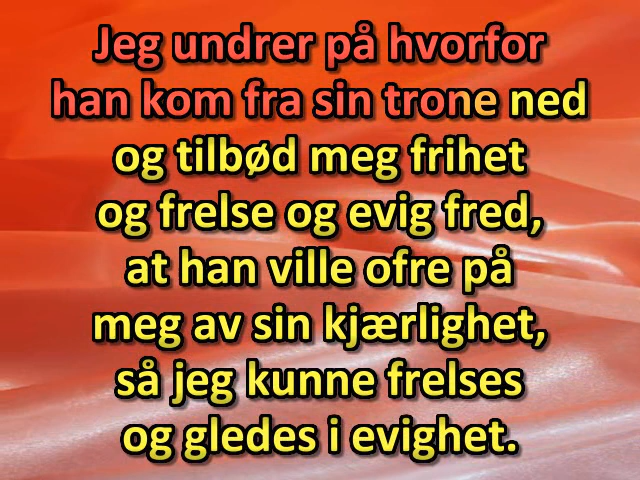 Jeg undrer på hvorfor
han kom fra sin trone ned
og tilbød meg frihet
og frelse og evig fred,
at han ville ofre på
meg av sin kjærlighet,
så jeg kunne frelses
og gledes i evighet.